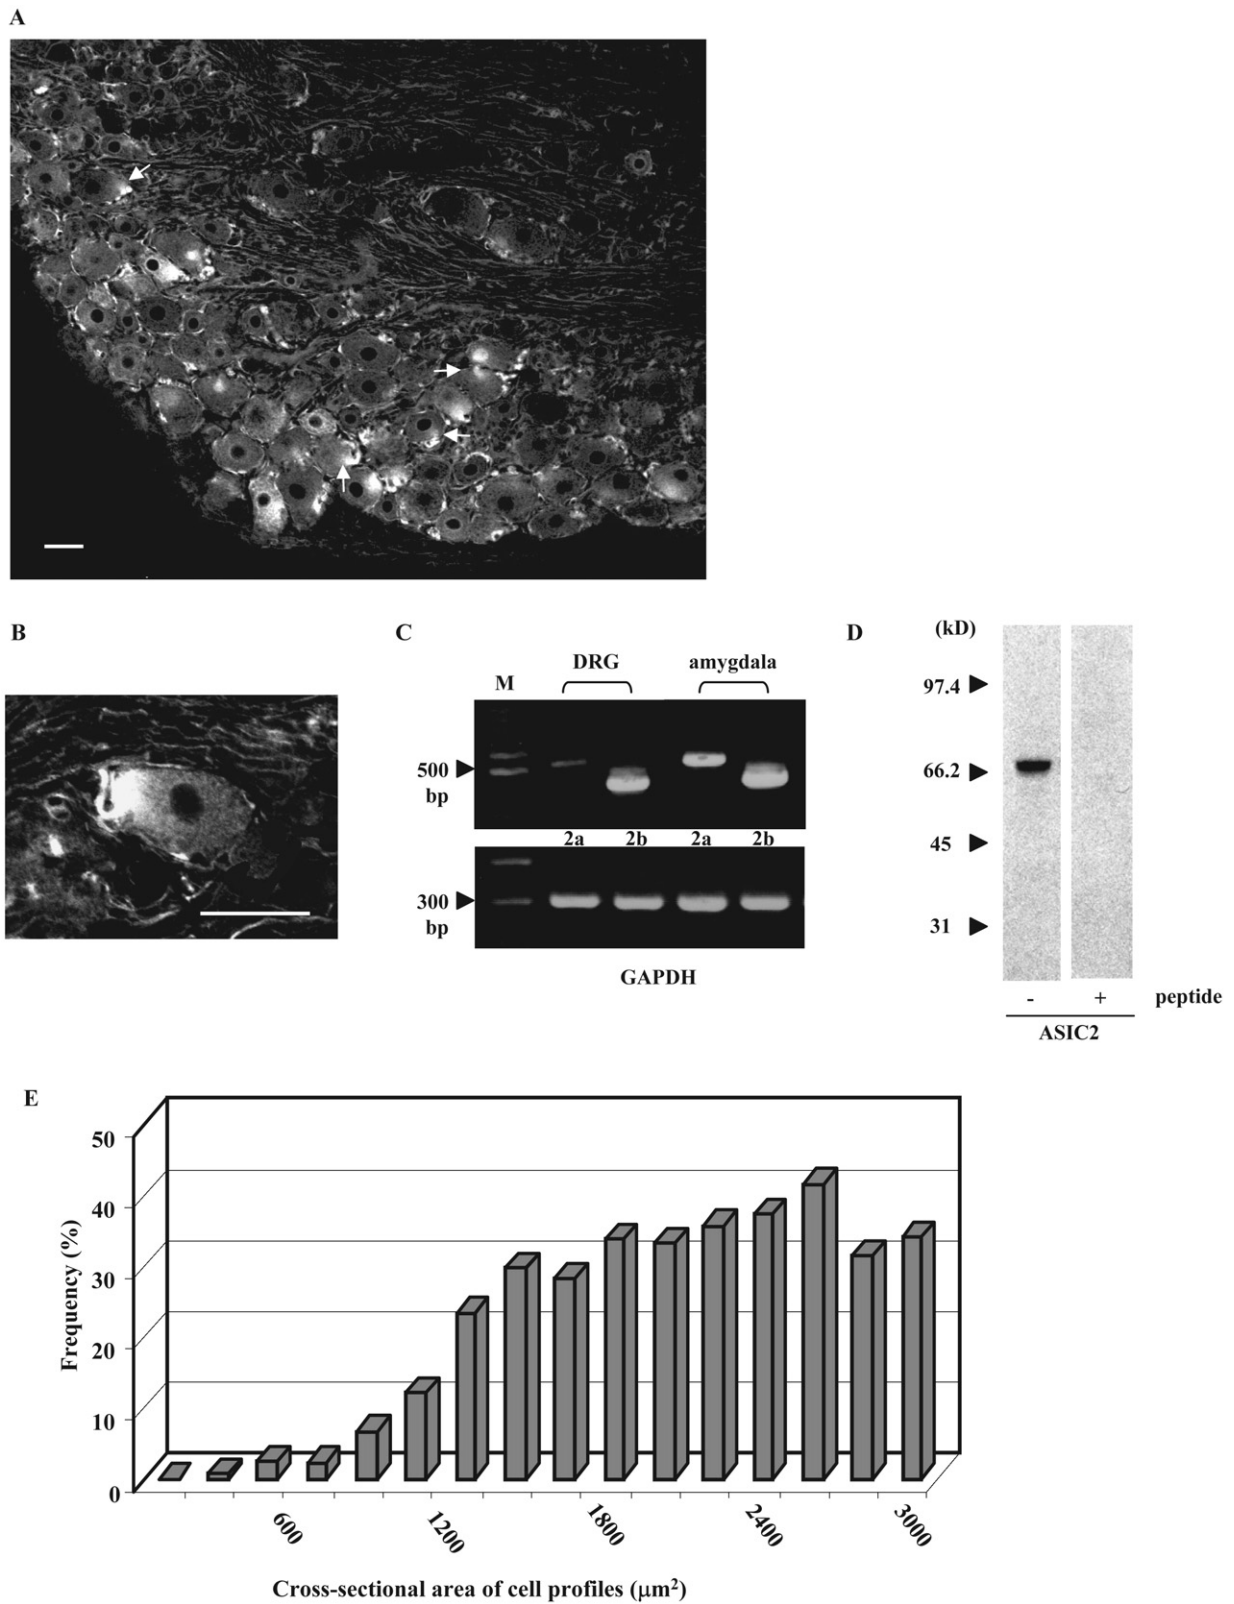 A
B
C
DRG
amygdala
M
500
bp
2a
2b
2a
2b
300
bp
GAPDH
D
(kD)
97.4
66.2
45
31
-
+
peptide
ASIC2
E
50
40
30
20
10
0
Frequency (%)
600
1200
1800
2400
3000
Cross-sectional area of cell profiles (μm²)